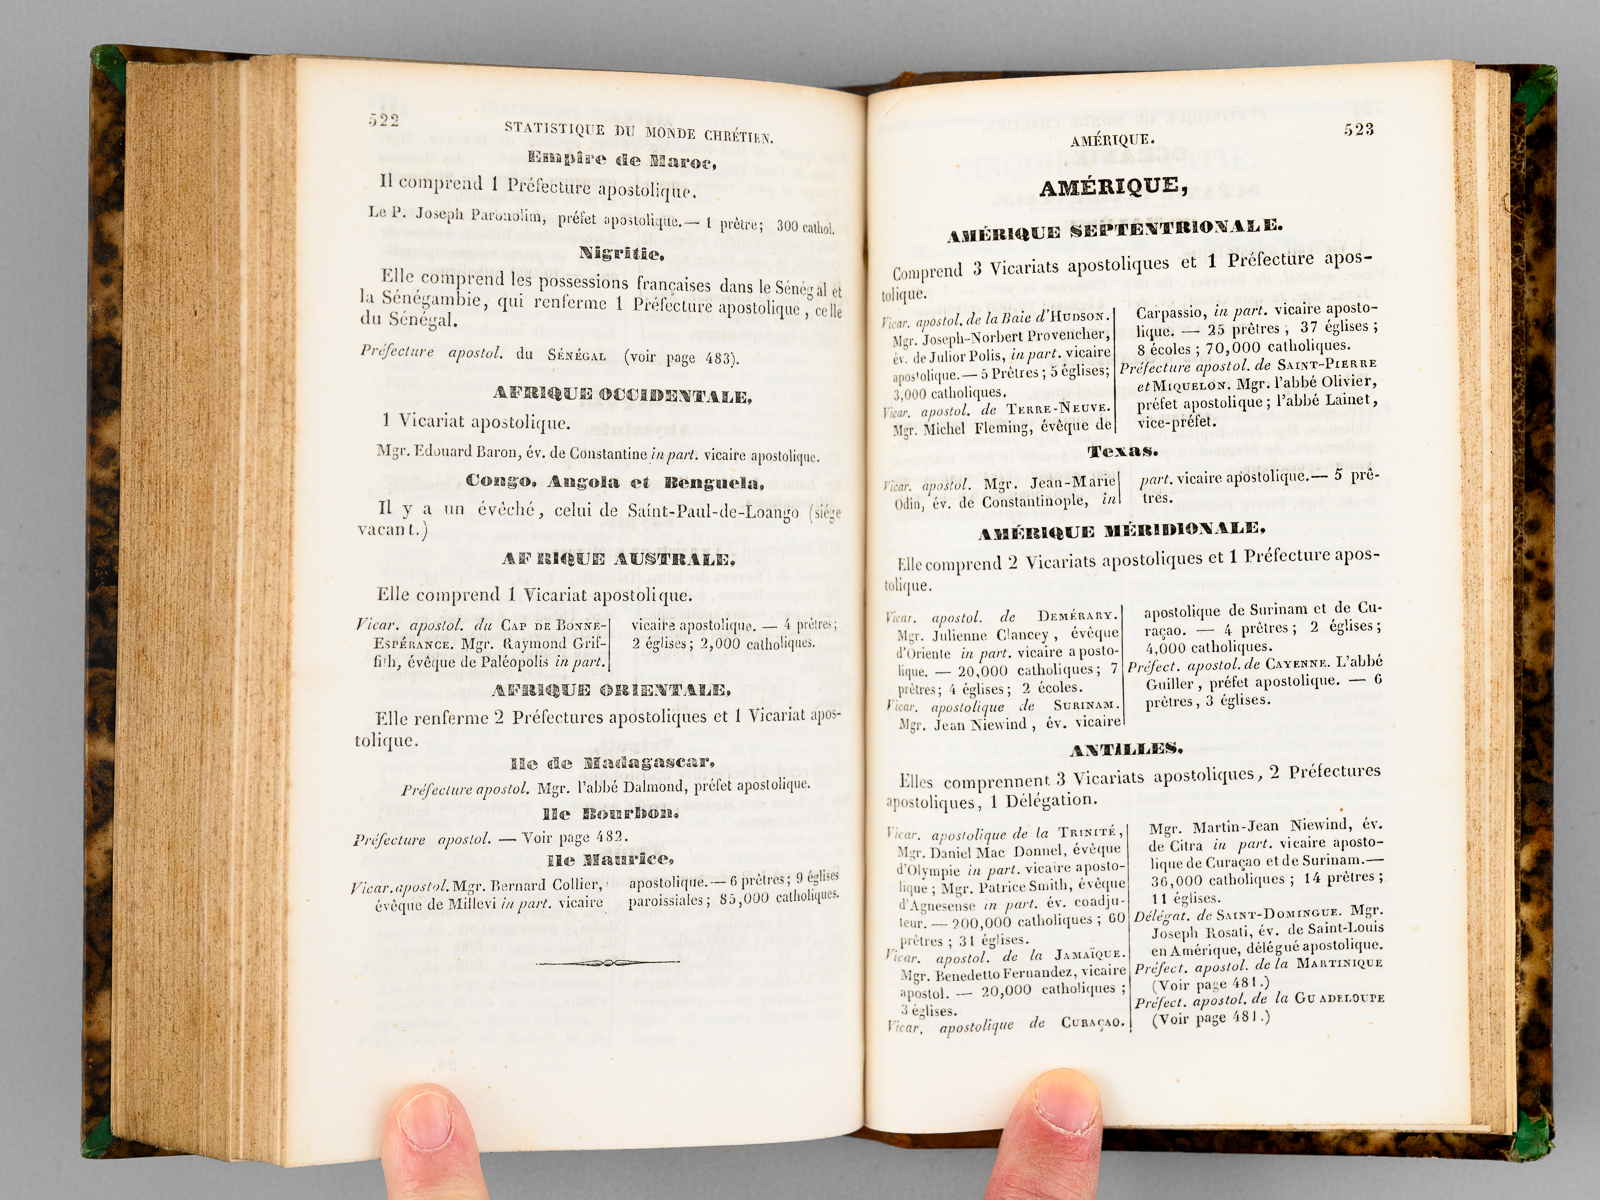 522
STATISTIQUE DU MONDE CHRÉTIEN.
Empire de Maroc.
Il comprend 1 Préfecture apostolique.
Le P. Joseph Paronolim, préfet apostolique. — 1 prêtre; 300 cathol.
Nigritie.
Elle comprend les possessions françaises dans le Sénégal et
la Sénégambie, qui renferme 1 Préfecture apostolique, celle
du Sénégal.
Préfecture apostol. du SÉNÉGAL (voir page 483).
AFRIQUE OCCIDENTALE.
1 Vicariat apostolique.
Mgr. Edouard Baron, év. de Constantine in part. vicaire apostolique.
Congo, Angola et Benguela.
Il y a un évêché, celui de Saint-Paul-de-Loango (siége
vacant.)
AFRIQUE AUSTRALE.
Elle comprend 1 Vicariat apostolique.
Vicar. apostol. du CAP DE BONNE-
ESPÉRANCE. Mgr. Raymond Grif-
fith, évêque de Paléopolis in part.
vicaire apostolique. — 4 prêtres;
2 églises; 2,000 catholiques.
AFRIQUE ORIENTALE.
Elle renferme 2 Préfectures apostoliques et 1 Vicariat apos-
tolique.
Ile de Madagascar.
Préfecture apostol. Mgr. l'abbé Dalmond, préfet apostolique.
Ile Bourbon.
Préfecture apostol. — Voir page 482.
Ile Maurice.
Vicar. apostol. Mgr. Bernard Collier,
évêque de Millevi in part. vicaire
apostolique. — 6 prêtres; 9 églises
paroissiales; 85,000 catholiques.
AMÉRIQUE.
523
AMÉRIQUE,
AMÉRIQUE SEPTENTRIONALE.
Comprend 3 Vicariats apostoliques et 1 Préfecture apos-
tolique.
Vicar. apostol. de la Baie d'HUDSON.
Mgr. Joseph-Norbert Provencher,
év. de Julior Polis, in part. vicaire
apostolique. — 5 Prêtres; 5 églises;
3,000 catholiques.
Vicar. apostol. de TERRE-NEUVE.
Mgr. Michel Fleming, évêque de
Carpassio, in part. vicaire aposto-
lique. — 25 prêtres; 37 églises;
8 écoles; 70,000 catholiques.
Préfecture apostol. de SAINT-PIERRE
et MIQUELON. Mgr. l'abbé Olivier,
préfet apostolique; l'abbé Lainet,
vice-préfet.
Texas.
Vicar. apostol. Mgr. Jean-Marie
Odin, év. de Constantinople, in
part. vicaire apostolique. — 5 prê-
tres.
AMÉRIQUE MÉRIDIONALE.
Elle comprend 2 Vicariats apostoliques et 1 Préfecture apos-
tolique.
Vicar. apostol. de DEMÉRARY.
Mgr. Julienne Clancey, évêque
d'Oriente in part. vicaire aposto-
lique. — 20,000 catholiques; 7
prêtres; 4 églises; 2 écoles.
Vicar. apostolique de SURINAM.
Mgr. Jean Niewind, év. vicaire
apostolique de Surinam et de Cu-
raçao. — 4 prêtres; 2 églises;
4,000 catholiques.
Préfect. apostol. de CAYENNE. L'abbé
Guiller, préfet apostolique. — 6
prêtres, 3 églises.
ANTILLES.
Elles comprennent 3 Vicariats apostoliques, 2 Préfectures
apostoliques, 1 Délégation.
Vicar. apostolique de la TRINITÉ,
Mgr. Daniel Mac Donnel, évêque
d'Olympie in part. vicaire aposto-
lique; Mgr. Patrice Smith, évêque
d'Agnesense in part. év. coadju-
teur. — 200,000 catholiques; 60
prêtres; 31 églises.
Vicar. apostol. de la JAMAÏQUE.
Mgr. Benedetto Fernandez, vicaire
apostol. — 20,000 catholiques;
3 églises.
Vicar. apostolique de CURAÇAO.
Mgr. Martin-Jean Niewind, év.
de Citra in part. vicaire aposto-
lique de Curaçao et de Surinam. —
36,000 catholiques; 14 prêtres;
11 églises.
Délégat. de SAINT-DOMINGUE. Mgr.
Joseph Rosati, év. de Saint-Louis
en Amérique, délégué apostolique.
Préfect. apostol. de la MARTINIQUE
(Voir page 481.)
Préfect. apostol. de la GUADELOUPE
(Voir page 481.)